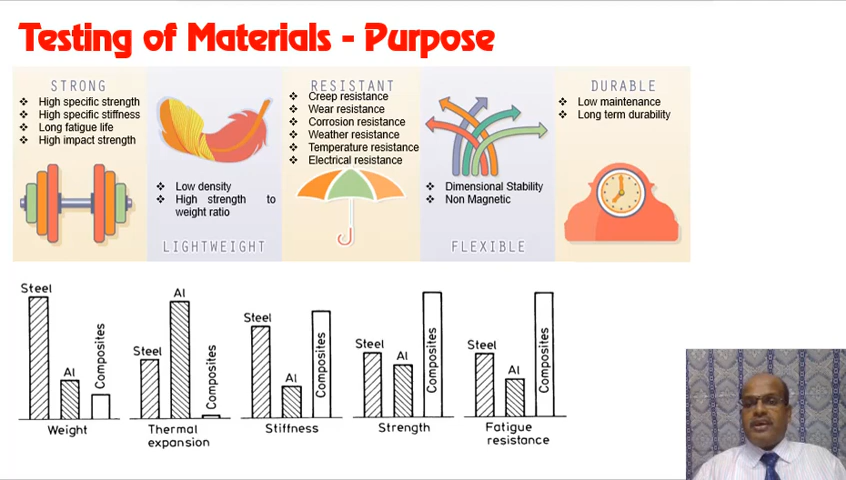 Testing of Materials - Purpose
STRONG
❖ High specific strength
❖ High specific stiffness
❖ Long fatigue life
❖ High impact strength
❖ Low density
❖ High strength to
weight ratio
LIGHTWEIGHT
RESISTANT
❖ Creep resistance
❖ Wear resistance
❖ Corrosion resistance
❖ Weather resistance
❖ Temperature resistance
❖ Electrical resistance
❖ Dimensional Stability
❖ Non Magnetic
FLEXIBLE
DURABLE
❖ Low maintenance
❖ Long term durability
Steel
Al
Composites
Weight
Steel
Al
Composites
Thermal
expansion
Steel
Al
Composites
Stiffness
Steel
Al
Composites
Strength
Steel
Al
Composites
Fatigue
resistance